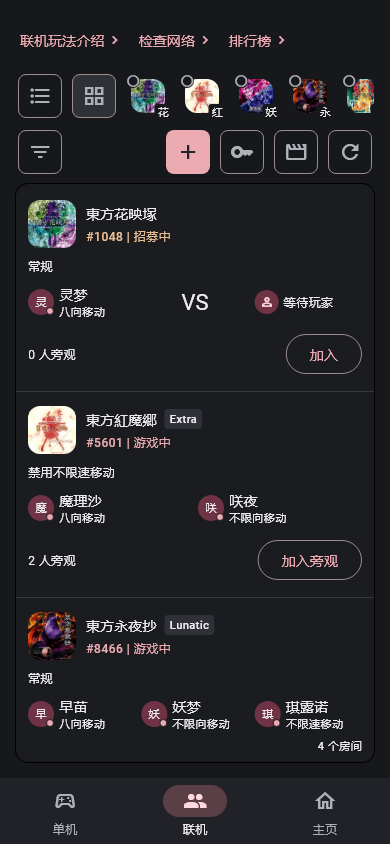 联机玩法介绍
检查网络
排行榜
花
红
妖
永
東方花映塚
#1048 | 招募中
常规
灵
灵梦
八向移动
VS
等待玩家
0 人旁观
加入
東方紅魔郷 Extra
#5601 | 游戏中
禁用不限速移动
魔
魔理沙
八向移动
咲
咲夜
不限向移动
2 人旁观
加入旁观
東方永夜抄 Lunatic
#8466 | 游戏中
常规
早
早苗
八向移动
妖
妖梦
不限向移动
琪
琪露诺
不限速移动
4 个房间
单机
联机
主页